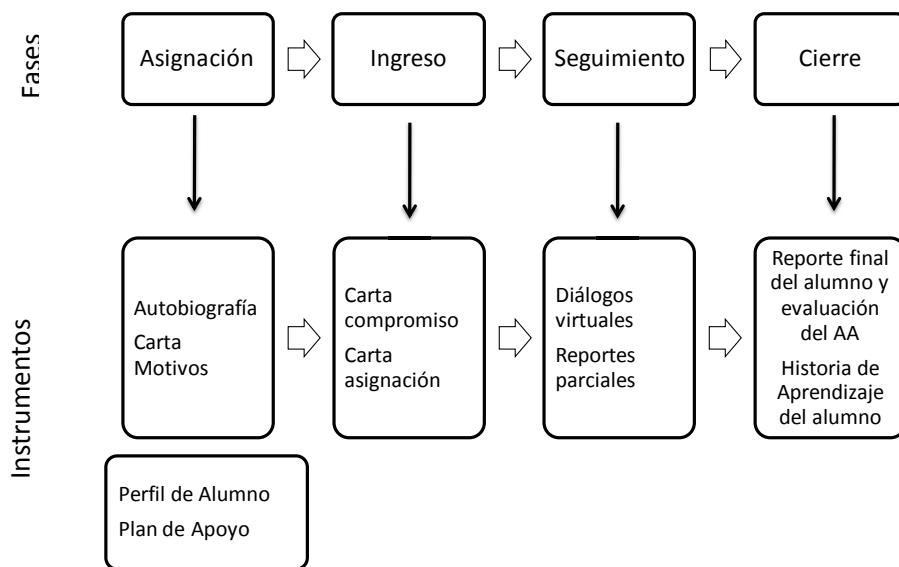 Fases
Asignación
Ingreso
Seguimiento
Cierre
Instrumentos
Autobiografía
Carta
Motivos
Carta
compromiso
Carta
asignación
Diálogos
virtuales
Reportes
parciales
Reporte final
del alumno y
evaluación
del AA
Historia de
Aprendizaje
del alumno
Perfil de Alumno
Plan de Apoyo